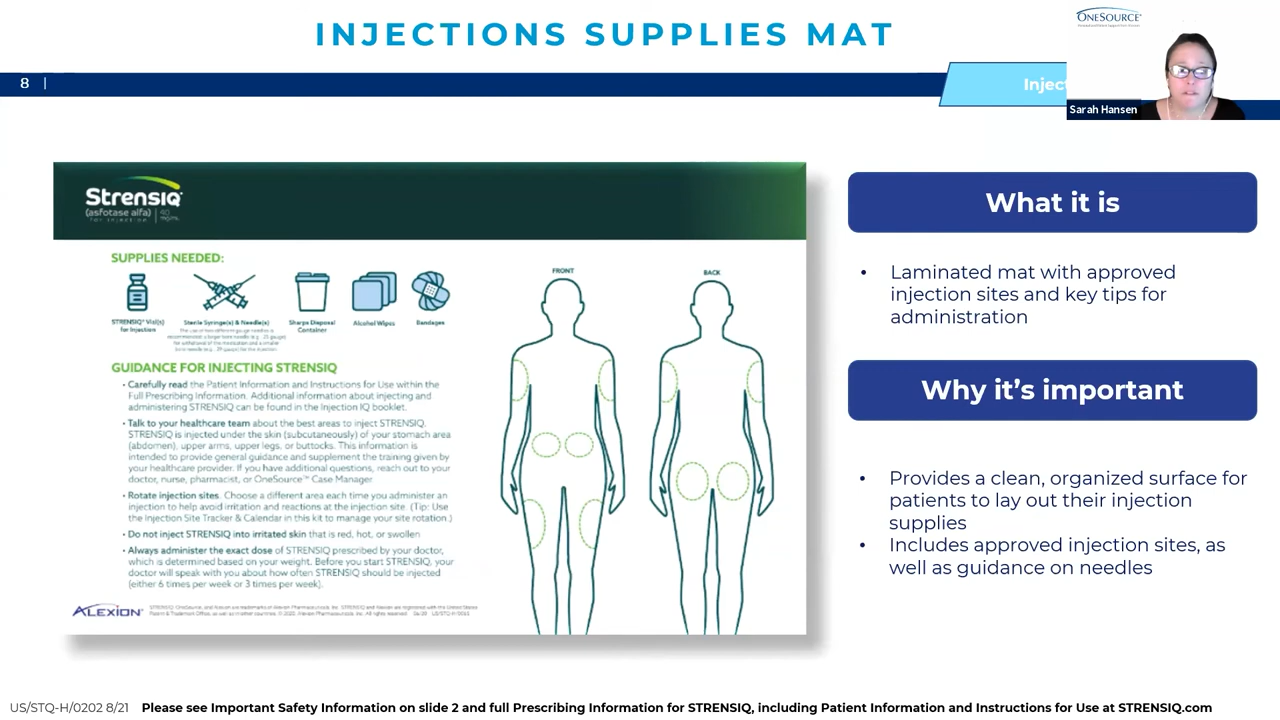 INJECTIONS SUPPLIES MAT
ONESOURCE
8 |
Inject
Sarah Hansen
Strensiq
(asfotase alfa) 40
for injection mg/mL
SUPPLIES NEEDED:
STRENSIQ® Vial(s)
for Injection
Sterile Syringe(s) & Needle(s)
Sharps Disposal
Container
Alcohol Wipes
Bandages
GUIDANCE FOR INJECTING STRENSIQ
• Carefully read the Patient Information and Instructions for Use within the
Full Prescribing Information. Additional information about injecting and
administering STRENSIQ can be found in the Injection IQ booklet.
• Talk to your healthcare team about the best areas to inject STRENSIQ.
STRENSIQ is injected under the skin (subcutaneously) of your stomach area
(abdomen), upper arms, upper legs, or buttocks. This information is
intended to provide general guidance and supplement the training given by
your healthcare provider. If you have additional questions, reach out to your
doctor, nurse, pharmacist, or OneSource™ Case Manager.
• Rotate injection sites. Choose a different area each time you administer an
injection to help avoid irritation and reactions at the injection site. (Tip: Use
the Injection Site Tracker & Calendar in this kit to manage your site rotation.)
• Do not inject STRENSIQ into irritated skin that is red, hot, or swollen
• Always administer the exact dose of STRENSIQ prescribed by your doctor,
which is determined based on your weight. Before you start STRENSIQ, your
doctor will speak with you about how often STRENSIQ should be injected
(either 6 times per week or 3 times per week).
ALEXION
FRONT
BACK
What it is
• Laminated mat with approved
injection sites and key tips for
administration
Why it's important
• Provides a clean, organized surface for
patients to lay out their injection
supplies
• Includes approved injection sites, as
well as guidance on needles
US/STQ-H/0202 8/21 Please see Important Safety Information on slide 2 and full Prescribing Information for STRENSIQ, including Patient Information and Instructions for Use at STRENSIQ.com